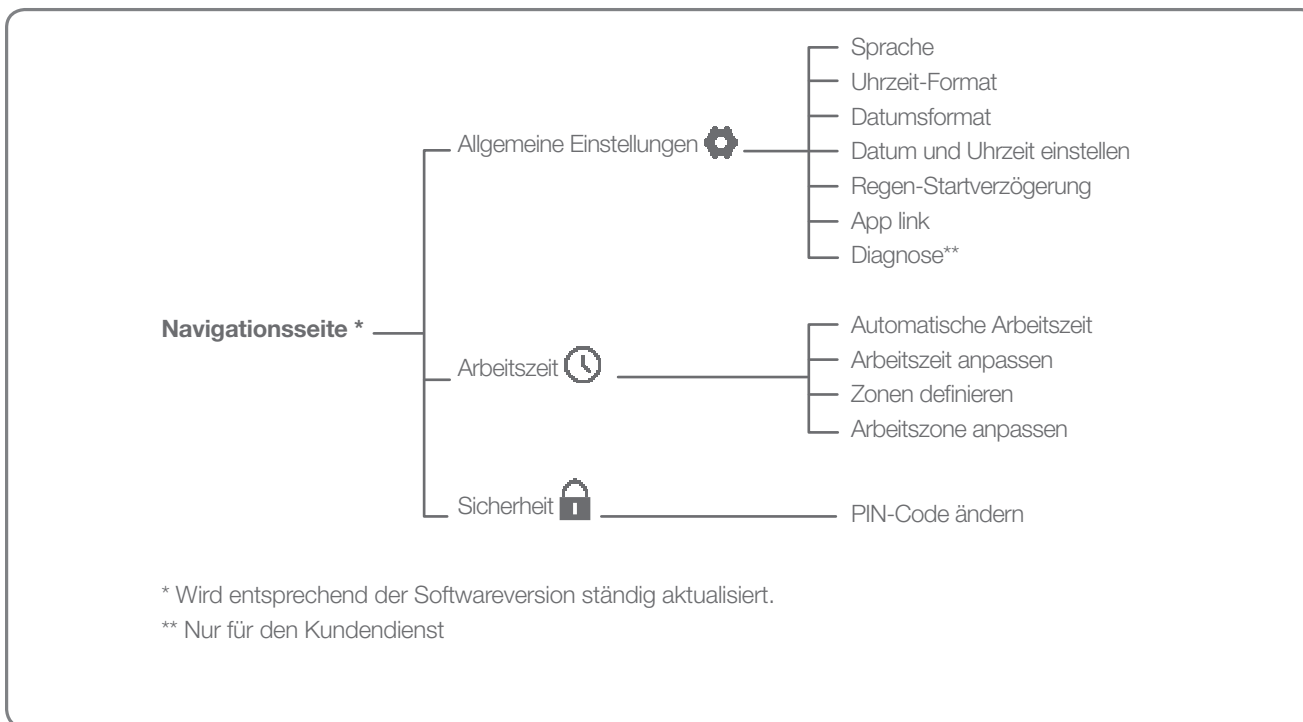 Navigationsseite *
Allgemeine Einstellungen
Sprache
Uhrzeit-Format
Datumsformat
Datum und Uhrzeit einstellen
Regen-Startverzögerung
App link
Diagnose**
Arbeitszeit
Automatische Arbeitszeit
Arbeitszeit anpassen
Zonen definieren
Arbeitszone anpassen
Sicherheit
PIN-Code ändern
* Wird entsprechend der Softwareversion ständig aktualisiert.
** Nur für den Kundendienst